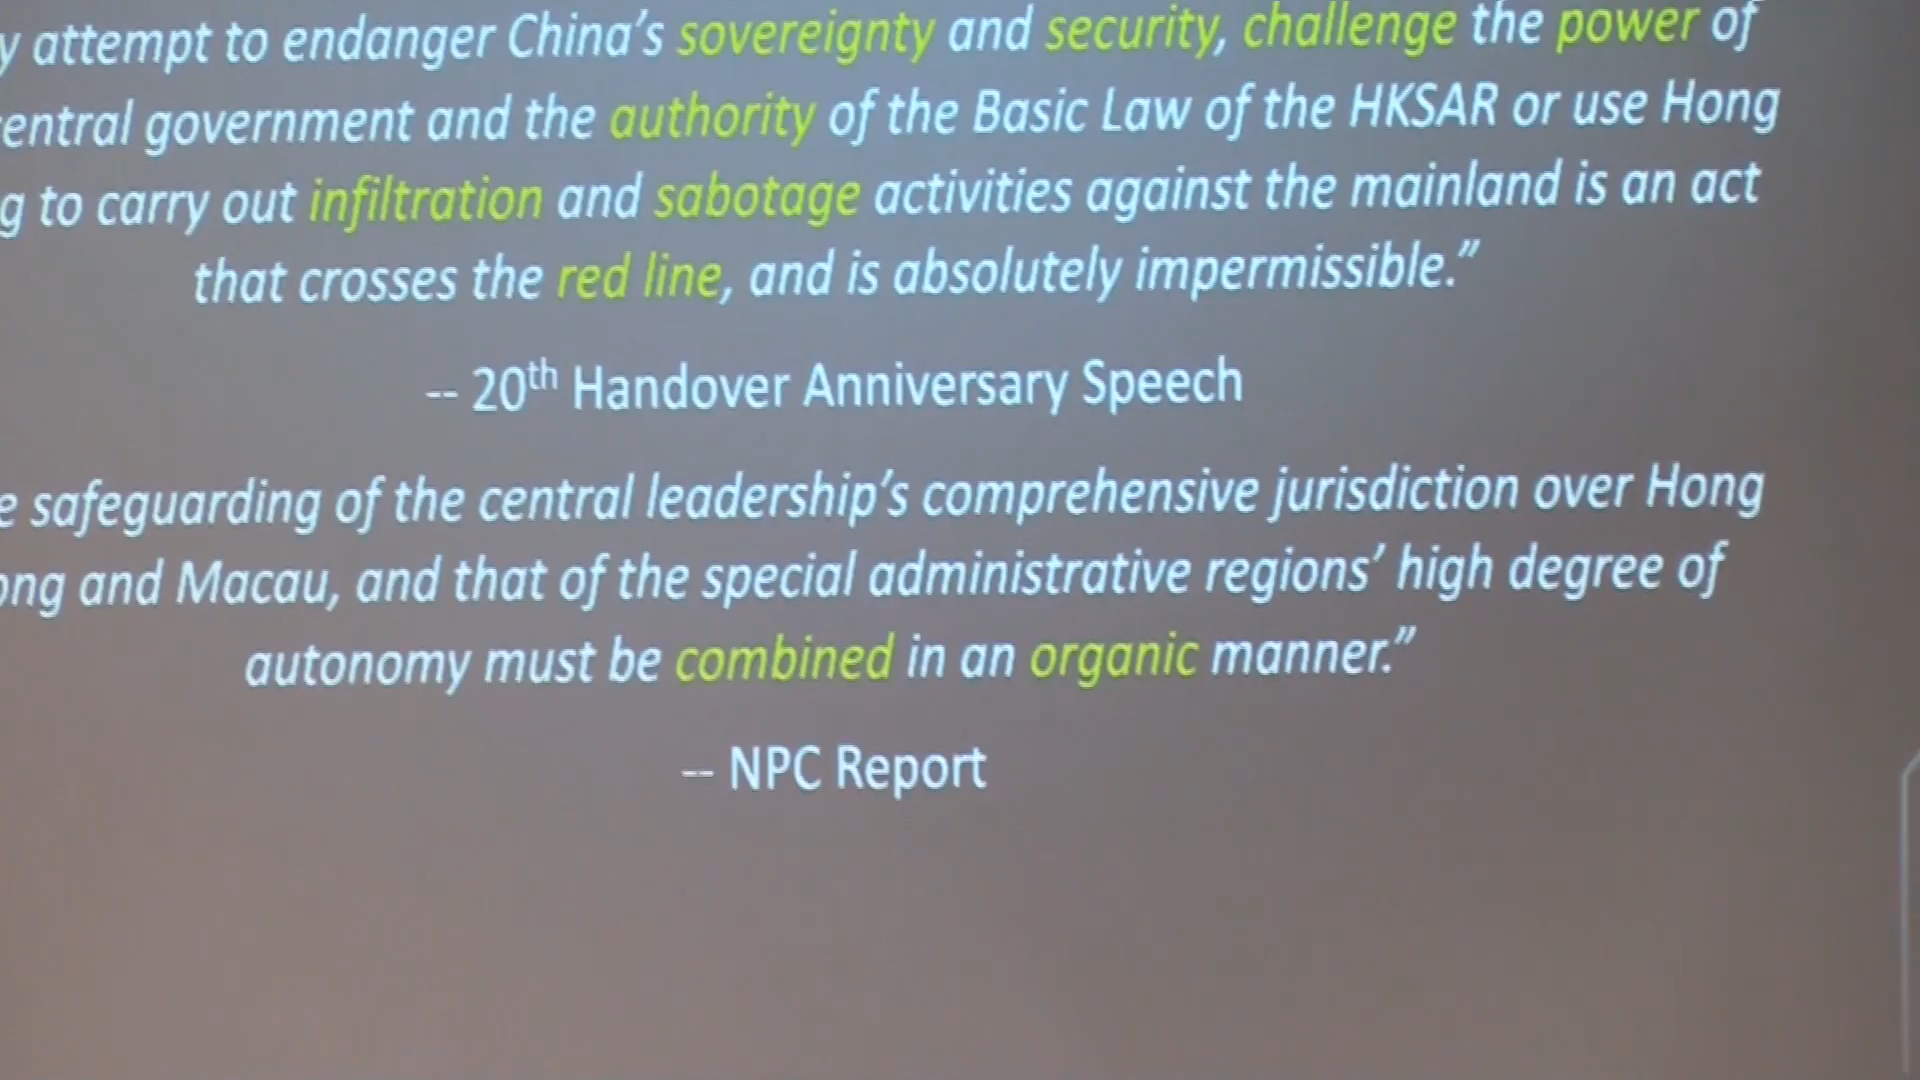 attempt to endanger China's sovereignty and security, challenge the power of
government and the authority of the Basic Law of the HKSAR or use Hong
to carry out infiltration and sabotage activities against the mainland is an act
that crosses the red line, and is absolutely impermissible."
-- 20th Handover Anniversary Speech
safeguarding of the central leadership's comprehensive jurisdiction over Hong
and Macau, and that of the special administrative regions' high degree of
autonomy must be combined in an organic manner."
-- NPC Report